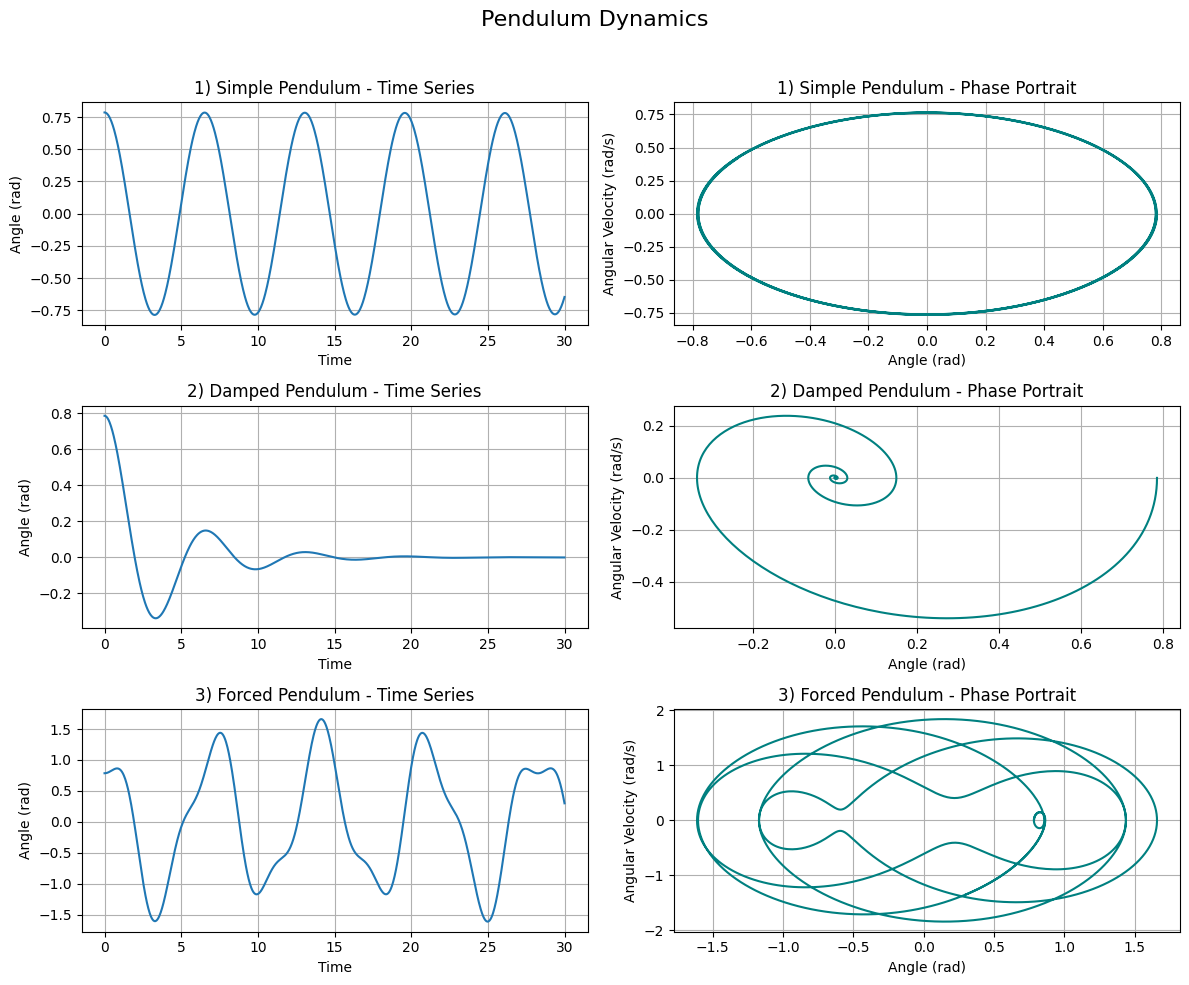 Pendulum Dynamics
1) Simple Pendulum - Time Series
Angle (rad)
0.75
0.50
0.25
0.00
−0.25
−0.50
−0.75
0 5 10 15 20 25 30
Time
1) Simple Pendulum - Phase Portrait
Angular Velocity (rad/s)
0.75
0.50
0.25
0.00
−0.25
−0.50
−0.75
−0.8 −0.6 −0.4 −0.2 0.0 0.2 0.4 0.6 0.8
Angle (rad)
2) Damped Pendulum - Time Series
Angle (rad)
0.8
0.6
0.4
0.2
0.0
−0.2
0 5 10 15 20 25 30
Time
2) Damped Pendulum - Phase Portrait
Angular Velocity (rad/s)
0.2
0.0
−0.2
−0.4
−0.2 0.0 0.2 0.4 0.6 0.8
Angle (rad)
3) Forced Pendulum - Time Series
Angle (rad)
1.5
1.0
0.5
0.0
−0.5
−1.0
−1.5
0 5 10 15 20 25 30
Time
3) Forced Pendulum - Phase Portrait
Angular Velocity (rad/s)
2
1
0
−1
−2
−1.5 −1.0 −0.5 0.0 0.5 1.0 1.5
Angle (rad)